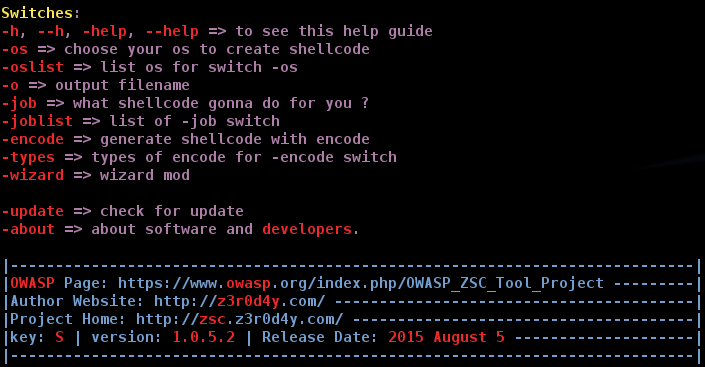 Switches:
-h, --h, -help, --help => to see this help guide
-os => choose your os to create shellcode
-oslist => list os for switch -os
-o => output filename
-job => what shellcode gonna do for you ?
-joblist => list of -job switch
-encode => generate shellcode with encode
-types => types of encode for -encode switch
-wizard => wizard mod
-update => check for update
-about => about software and developers.
|----------------------------------------------------------------------------|
|OWASP Page: https://www.owasp.org/index.php/OWASP_ZSC_Tool_Project ---------|
|Author Website: http://z3r0d4y.com/ ----------------------------------------|
|Project Home: http://zsc.z3r0d4y.com/ --------------------------------------|
|key: S | version: 1.0.5.2 | Release Date: 2015 August 5 --------------------|
|----------------------------------------------------------------------------|